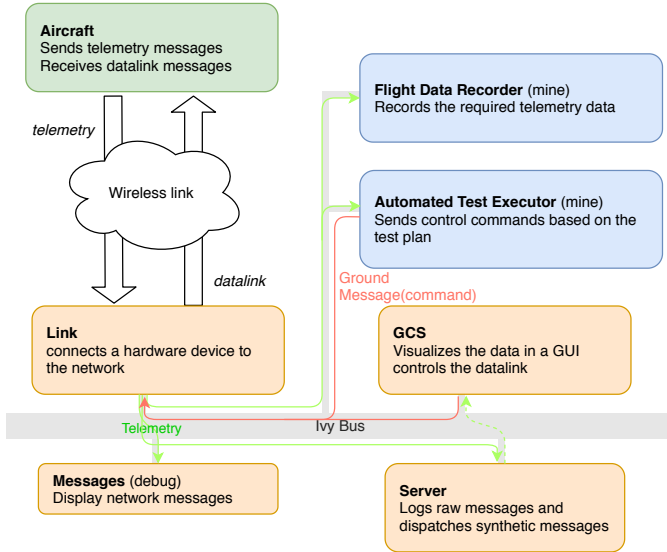 Aircraft
Sends telemetry messages
Receives datalink messages
telemetry
Wireless link
datalink
Flight Data Recorder (mine)
Records the required telemetry data
Automated Test Executor (mine)
Sends control commands based on the
test plan
Ground
Message(command)
Link
connects a hardware device to
the network
GCS
Visualizes the data in a GUI
controls the datalink
Telemetry
Ivy Bus
Messages (debug)
Display network messages
Server
Logs raw messages and
dispatches synthetic messages